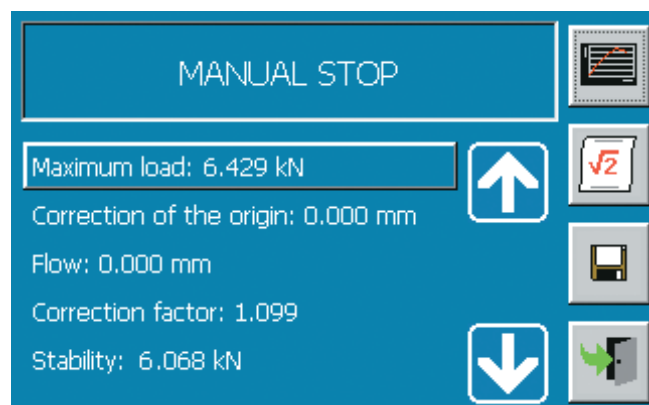 MANUAL STOP
Maximum load: 6.429 kN
Correction of the origin: 0.000 mm
Flow: 0.000 mm
Correction factor: 1.099
Stability: 6.068 kN
√2